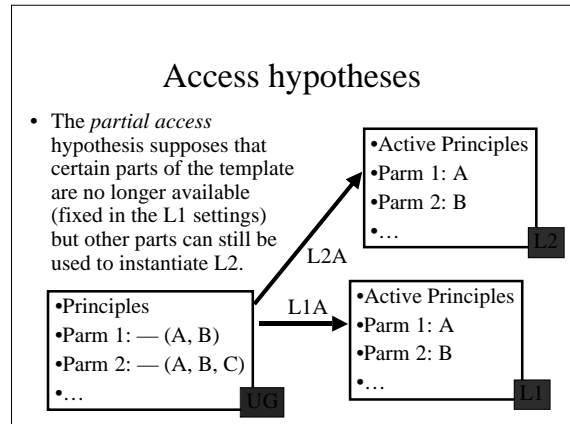 Access hypotheses
• The partial access
hypothesis supposes that
certain parts of the template
are no longer available
(fixed in the L1 settings)
but other parts can still be
used to instantiate L2.
•Active Principles
•Parm 1: A
•Parm 2: B
•…
L2
L2A
L1A
•Principles
•Parm 1: — (A, B)
•Parm 2: — (A, B, C)
•…
UG
•Active Principles
•Parm 1: A
•Parm 2: B
•…
L1